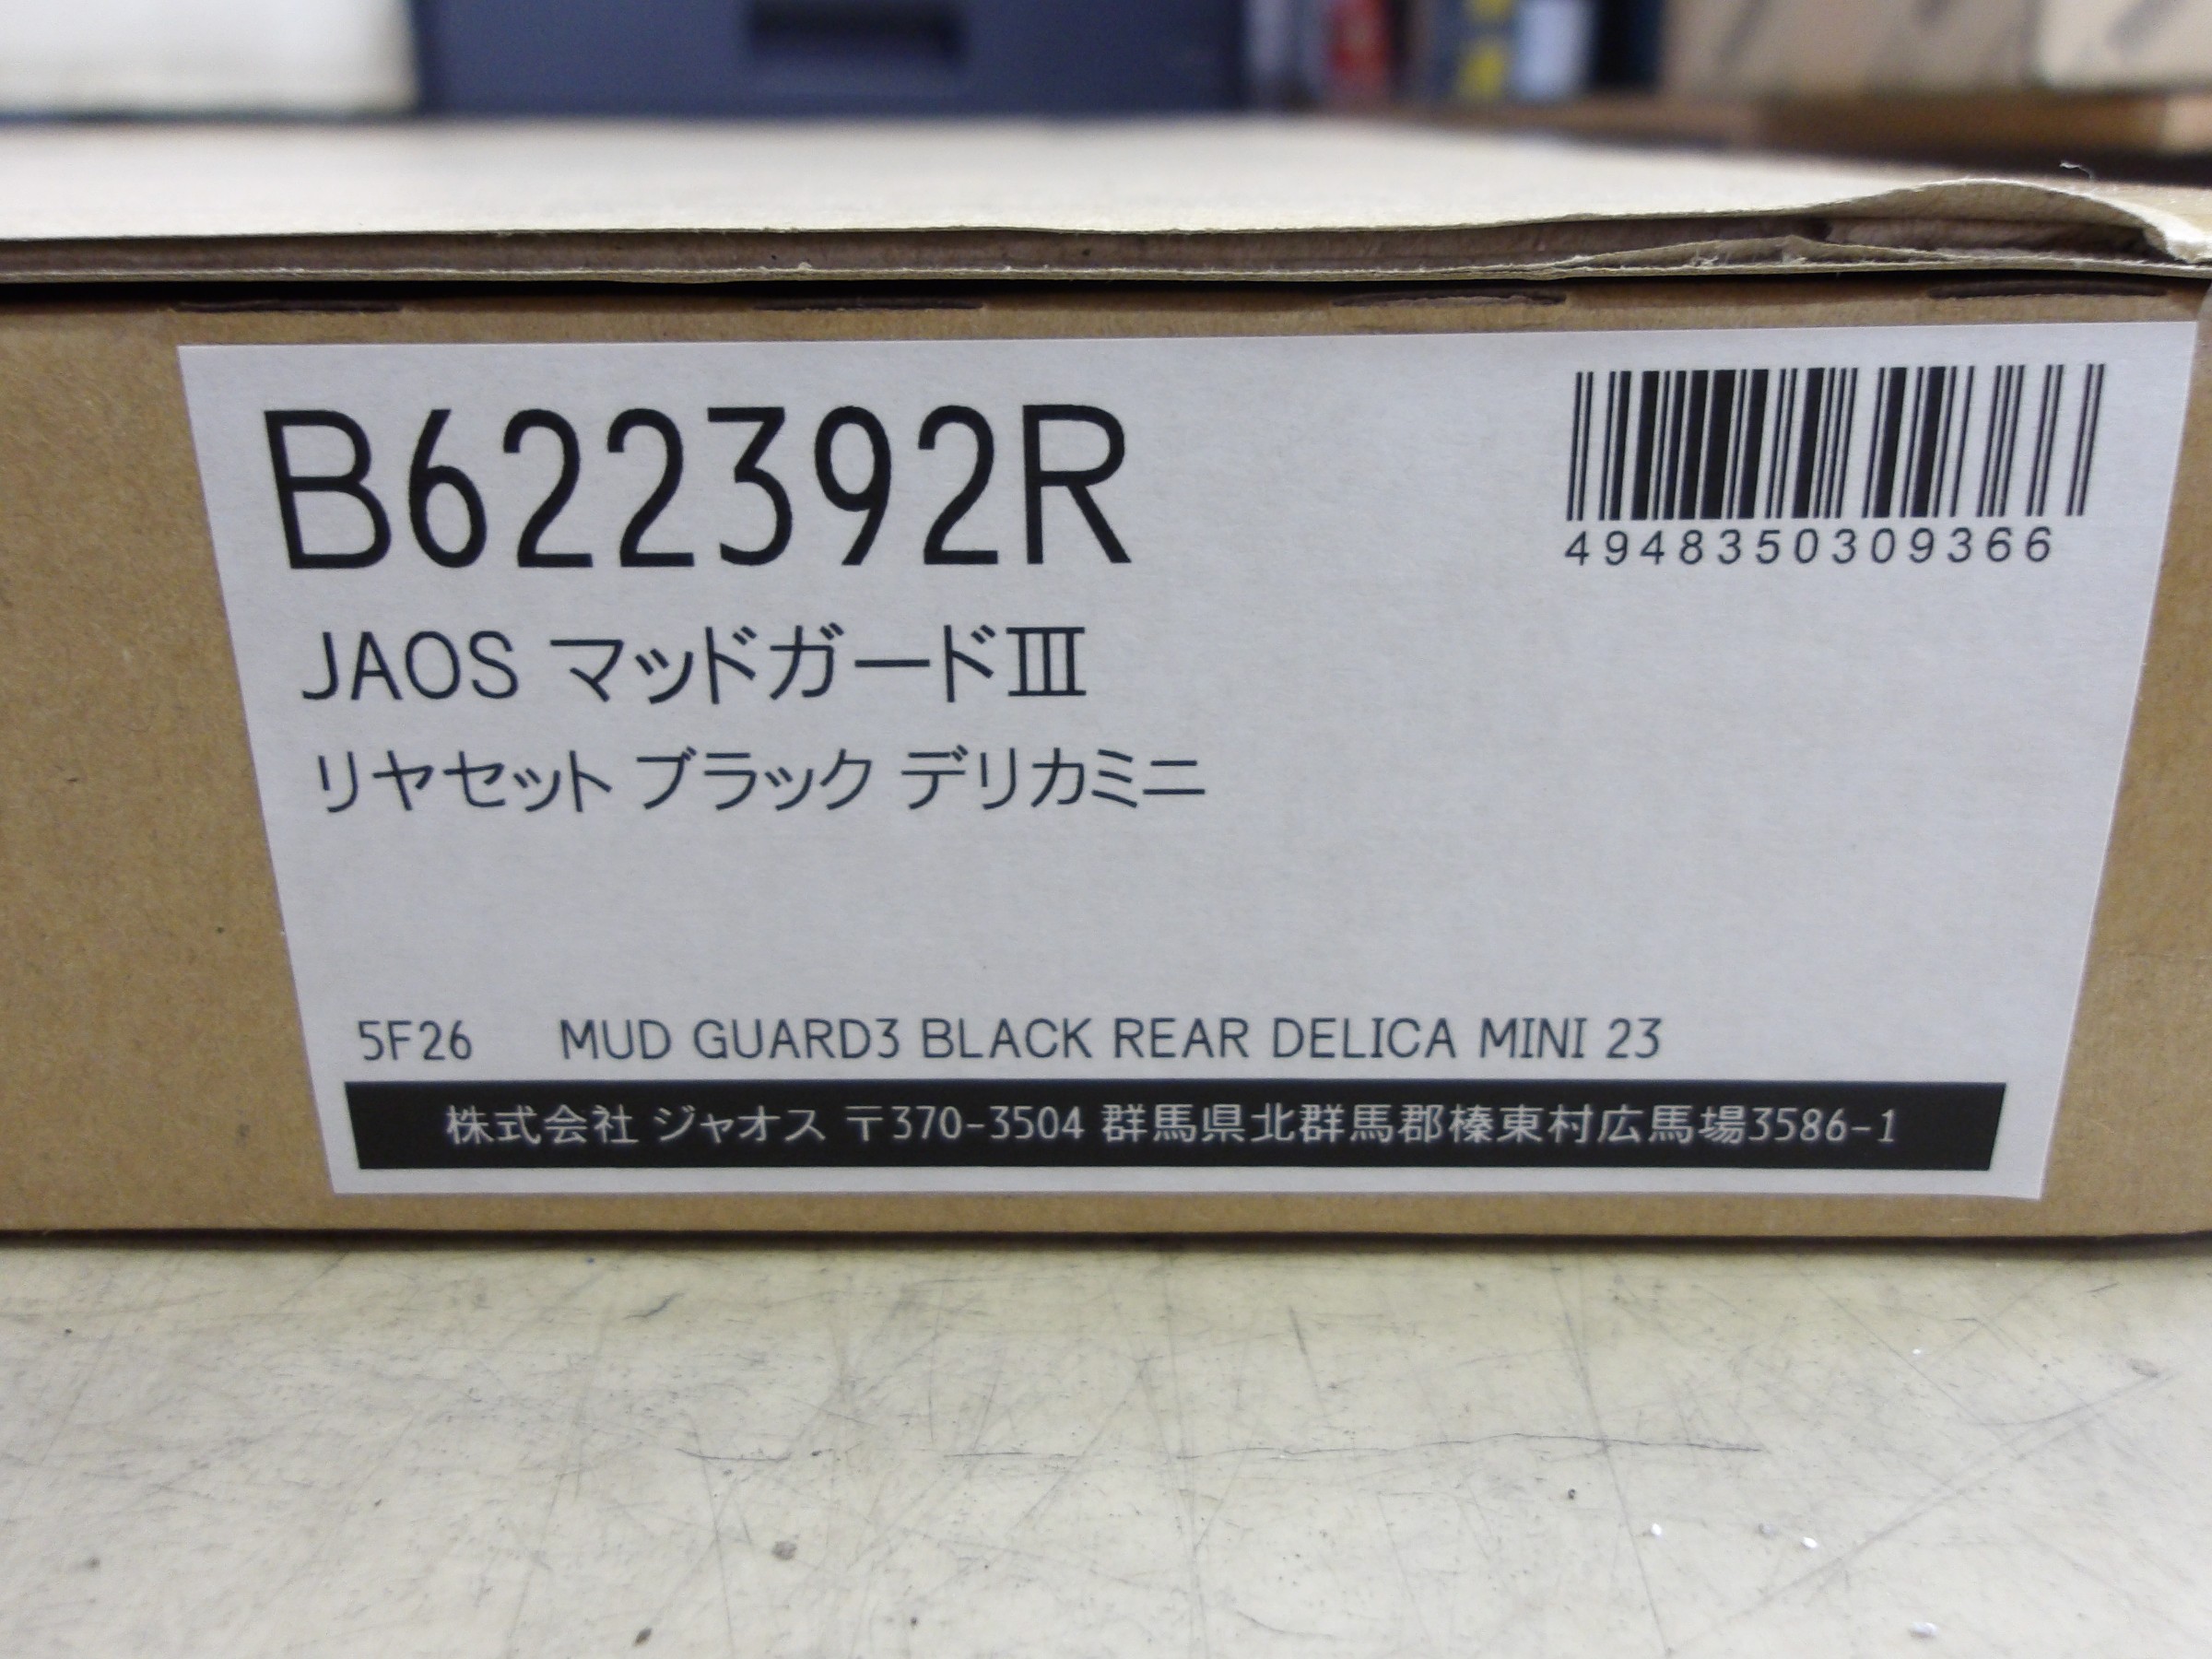 B622392R
4948350309366
JAOS マッドガードⅢ
リヤセット ブラック デリカミニ
5F26 MUD GUARD3 BLACK REAR DELICA MINI 23
株式会社 ジャオス 〒370-3504 群馬県北群馬郡榛東村広馬場3586-1